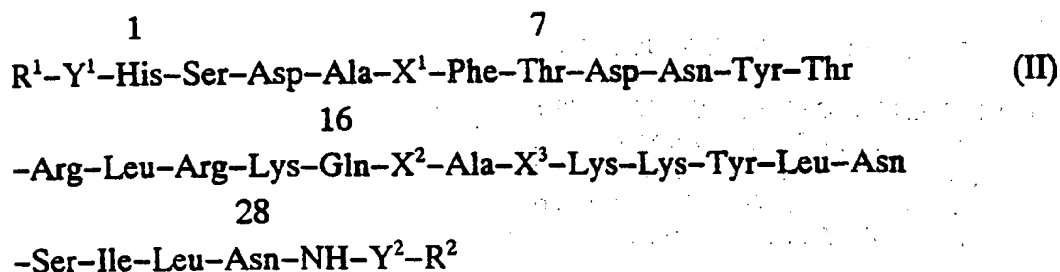 1 7
R¹–Y¹–His–Ser–Asp–Ala–X¹–Phe–Thr–Asp–Asn–Tyr–Thr (II)
16
–Arg–Leu–Arg–Lys–Gln–X²–Ala–X³–Lys–Lys–Tyr–Leu–Asn
28
–Ser–Ile–Leu–Asn–NH–Y²–R²